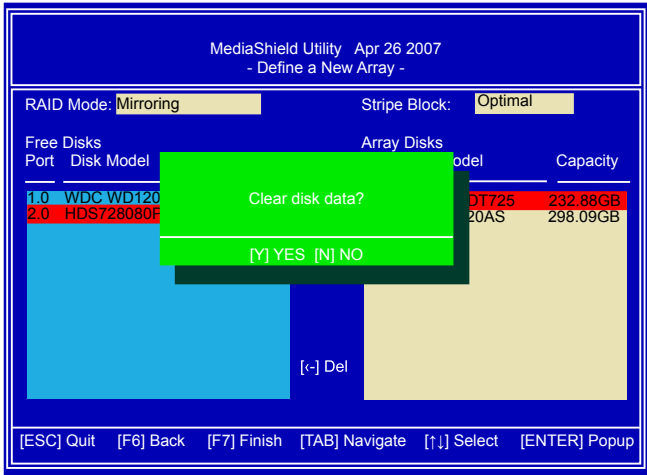 MediaShield Utility Apr 26 2007
- Define a New Array -
RAID Mode: Mirroring Stripe Block: Optimal
Free Disks Array Disks
Port Disk Model odel Capacity
1.0 WDC WD120 DT725 232.88GB
2.0 HDS728080P 20AS 298.09GB
Clear disk data?
[Y] YES [N] NO
[‹-] Del
[ESC] Quit [F6] Back [F7] Finish [TAB] Navigate [↑↓] Select [ENTER] Popup